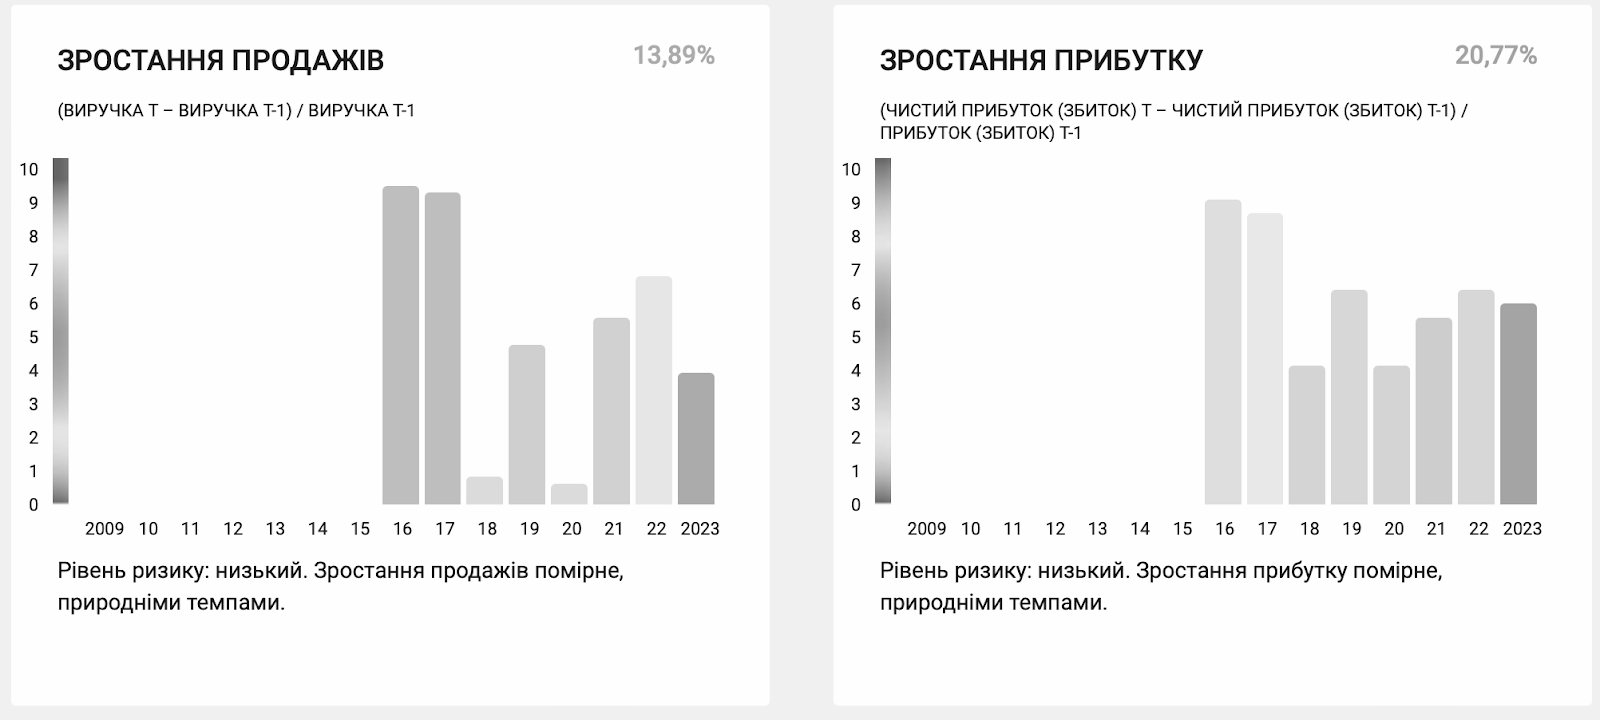 ЗРОСТАННЯ ПРОДАЖІВ
13,89%
(ВИРУЧКА Т – ВИРУЧКА Т-1) / ВИРУЧКА Т-1
10
9
8
7
6
5
4
3
2
1
0
2009 10 11 12 13 14 15 16 17 18 19 20 21 22 2023
Рівень ризику: низький. Зростання продажів помірне,
природніми темпами.
ЗРОСТАННЯ ПРИБУТКУ
20,77%
(ЧИСТИЙ ПРИБУТОК (ЗБИТОК) Т – ЧИСТИЙ ПРИБУТОК (ЗБИТОК) Т-1) /
ПРИБУТОК (ЗБИТОК) Т-1
10
9
8
7
6
5
4
3
2
1
0
2009 10 11 12 13 14 15 16 17 18 19 20 21 22 2023
Рівень ризику: низький. Зростання прибутку помірне,
природніми темпами.